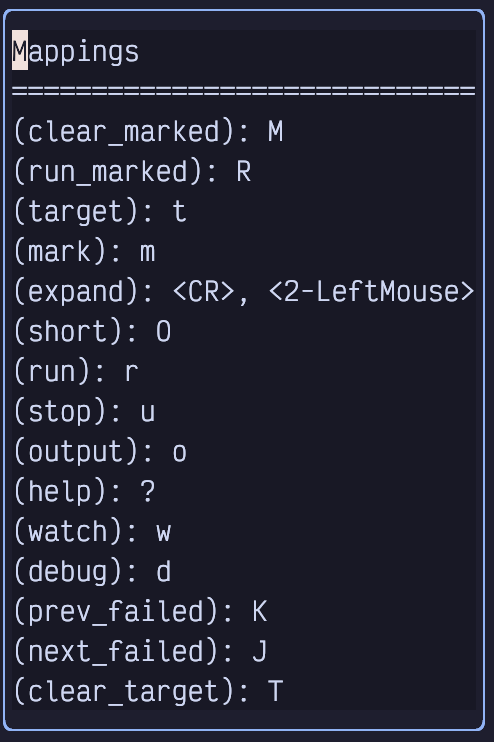 Mappings
=============================
(clear_marked): M
(run_marked): R
(target): t
(mark): m
(expand): <CR>, <2-LeftMouse>
(short): O
(run): r
(stop): u
(output): o
(help): ?
(watch): w
(debug): d
(prev_failed): K
(next_failed): J
(clear_target): T